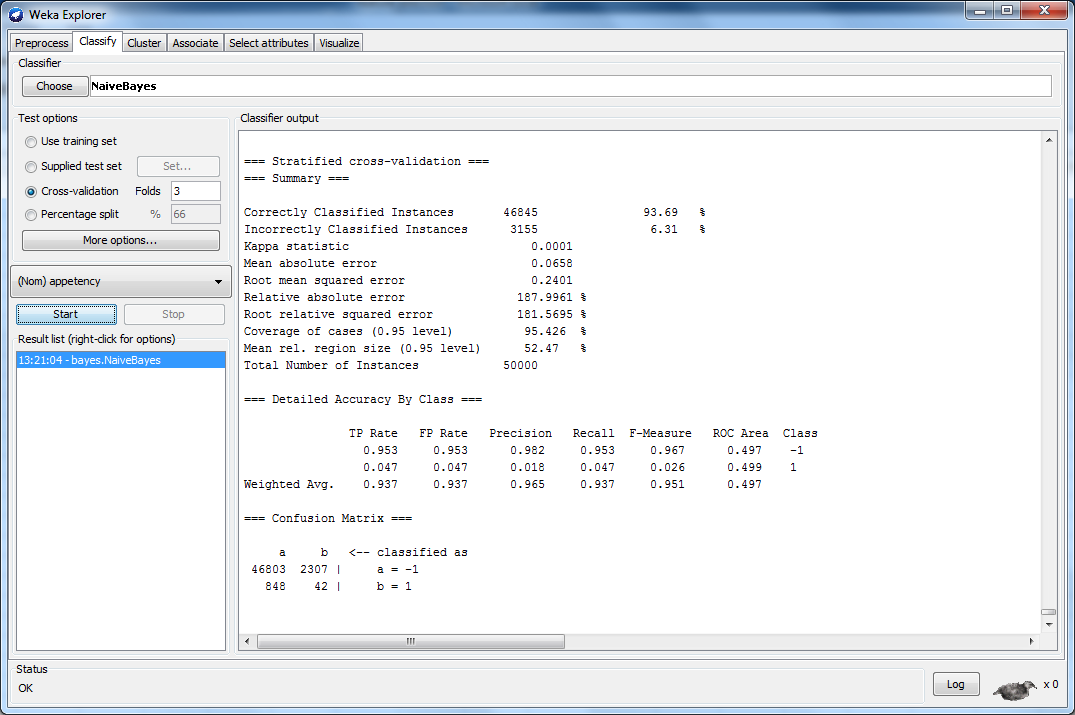 Weka Explorer
Preprocess Classify Cluster Associate Select attributes Visualize
Classifier
Choose NaiveBayes
Test options
Use training set
Supplied test set Set...
Cross-validation Folds 3
Percentage split % 66
More options...
(Nom) appetency
Start Stop
Result list (right-click for options)
13:21:04 - bayes.NaiveBayes
Classifier output
=== Stratified cross-validation ===
=== Summary ===
Correctly Classified Instances 46845 93.69 %
Incorrectly Classified Instances 3155 6.31 %
Kappa statistic 0.0001
Mean absolute error 0.0658
Root mean squared error 0.2401
Relative absolute error 187.9961 %
Root relative squared error 181.5695 %
Coverage of cases (0.95 level) 95.426 %
Mean rel. region size (0.95 level) 52.47 %
Total Number of Instances 50000
=== Detailed Accuracy By Class ===
TP Rate FP Rate Precision Recall F-Measure ROC Area Class
0.953 0.953 0.982 0.953 0.967 0.497 -1
0.047 0.047 0.018 0.047 0.026 0.499 1
Weighted Avg. 0.937 0.937 0.965 0.937 0.951 0.497
=== Confusion Matrix ===
a b <-- classified as
46803 2307 | a = -1
848 42 | b = 1
Status
OK
Log x 0